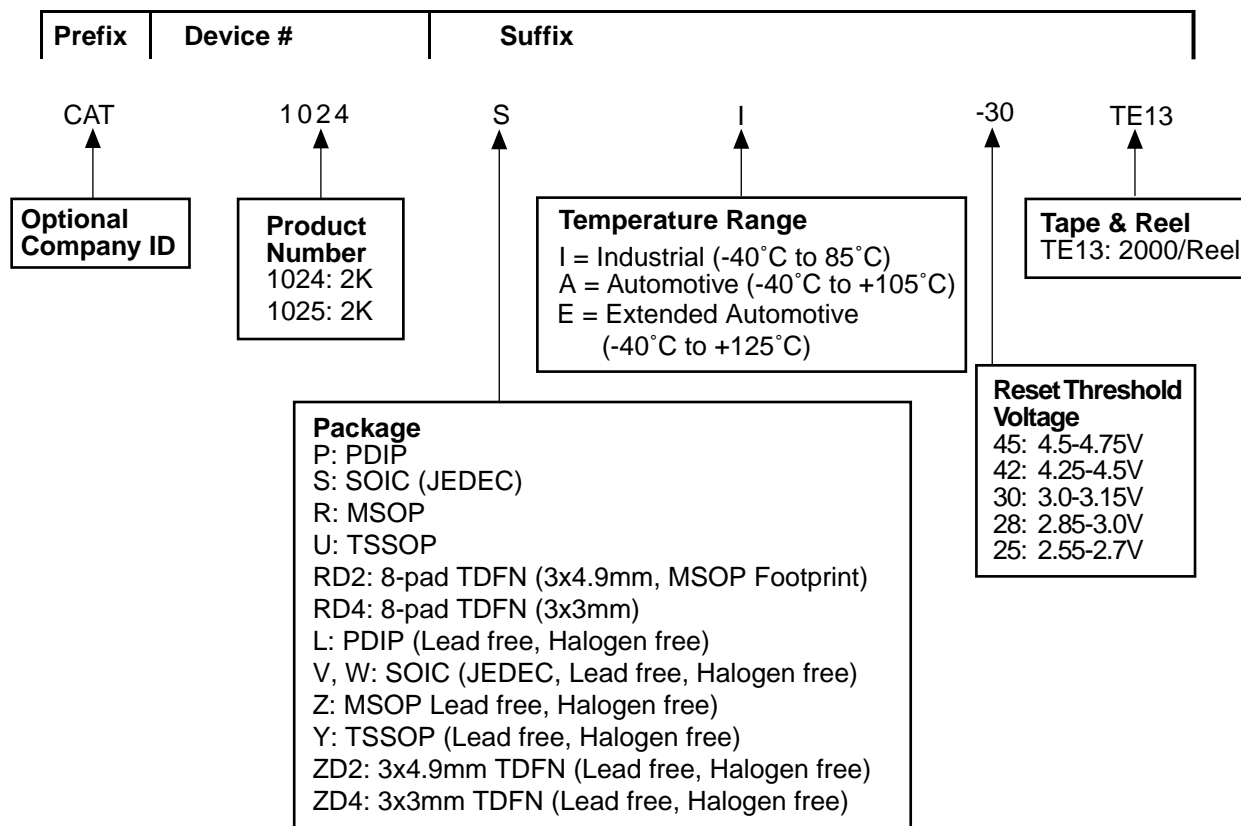 Prefix Device # Suffix
CAT 1024 S I -30 TE13
Optional
Company ID
Product
Number
1024: 2K
1025: 2K
Temperature Range
I = Industrial (-40˚C to 85˚C)
A = Automotive (-40˚C to +105˚C)
E = Extended Automotive
(-40˚C to +125˚C)
Tape & Reel
TE13: 2000/Reel
Reset Threshold
Voltage
45: 4.5-4.75V
42: 4.25-4.5V
30: 3.0-3.15V
28: 2.85-3.0V
25: 2.55-2.7V
Package
P: PDIP
S: SOIC (JEDEC)
R: MSOP
U: TSSOP
RD2: 8-pad TDFN (3x4.9mm, MSOP Footprint)
RD4: 8-pad TDFN (3x3mm)
L: PDIP (Lead free, Halogen free)
V, W: SOIC (JEDEC, Lead free, Halogen free)
Z: MSOP Lead free, Halogen free)
Y: TSSOP (Lead free, Halogen free)
ZD2: 3x4.9mm TDFN (Lead free, Halogen free)
ZD4: 3x3mm TDFN (Lead free, Halogen free)